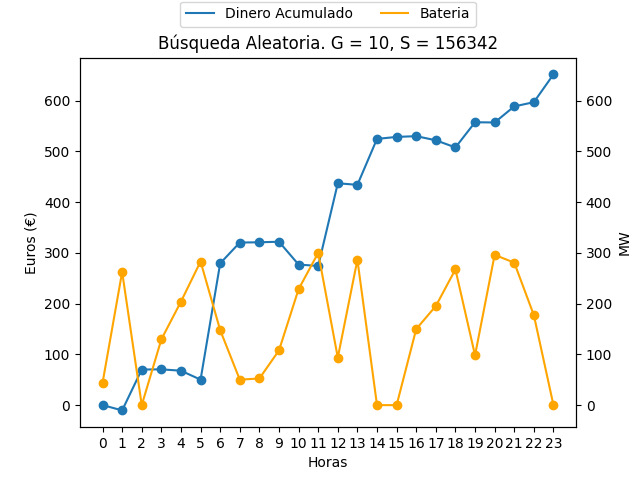 Dinero Acumulado Bateria
Búsqueda Aleatoria. G = 10, S = 156342
600 600
500 500
400 400
300 300
200 200
100 100
0 0
Euros (€)
MW
0 1 2 3 4 5 6 7 8 9 10 11 12 13 14 15 16 17 18 19 20 21 22 23
Horas